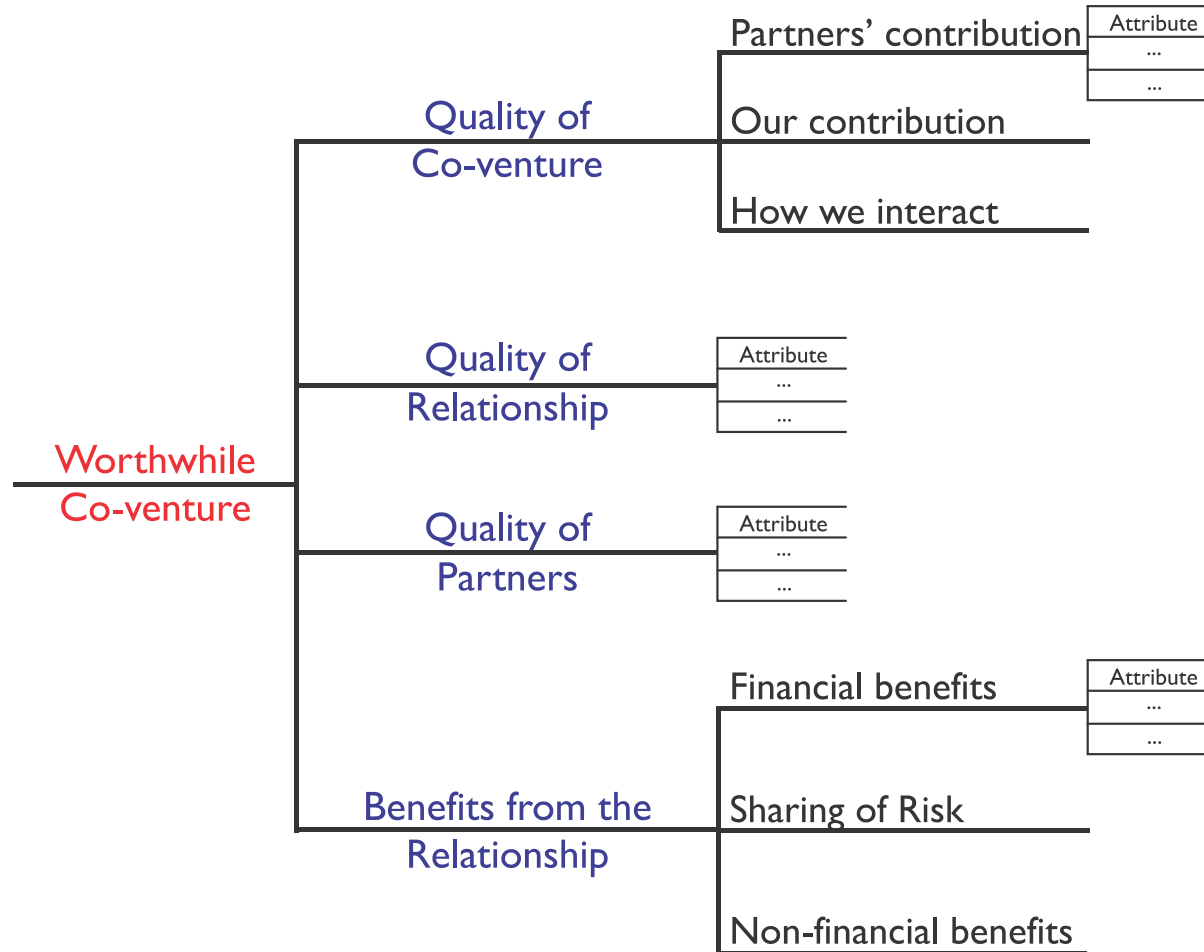 Partners’ contribution
Attribute
...
...
Quality of
Co-venture
Our contribution
How we interact
Quality of
Relationship
Attribute
...
...
Worthwhile
Co-venture
Quality of
Partners
Attribute
...
...
Financial benefits
Attribute
...
...
Benefits from the
Relationship
Sharing of Risk
Non-financial benefits